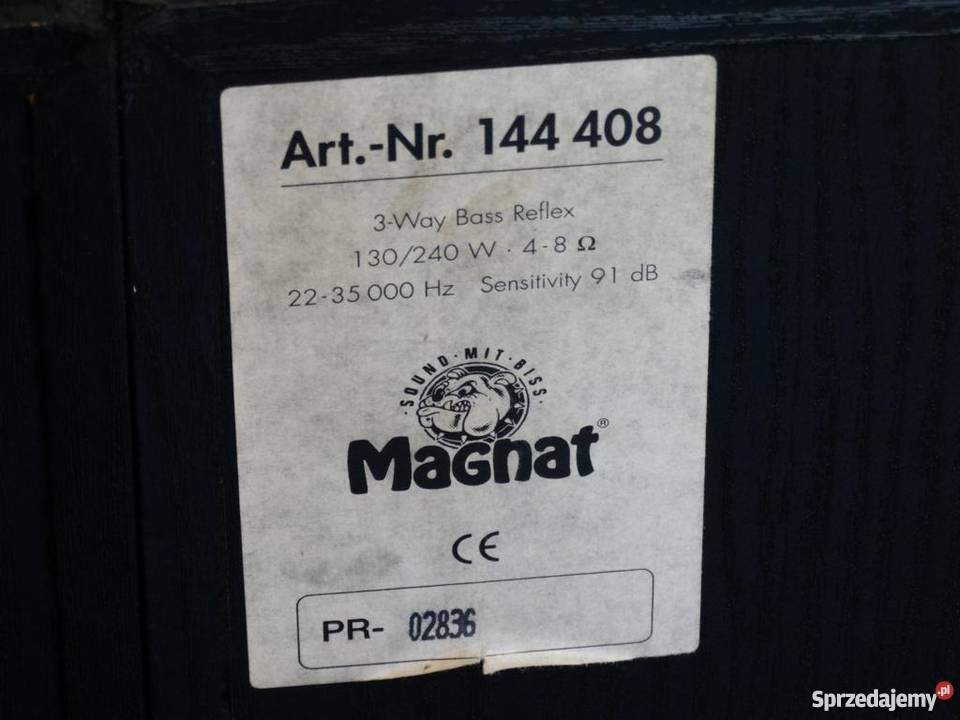 Art.-Nr. 144 408
3-Way Bass Reflex
130/240 W · 4-8 Ω
22-35 000 Hz Sensitivity 91 dB
·SOUND·MIT·BISS·
Magnat®
CE
PR- 02836
Sprzedajemy.pl